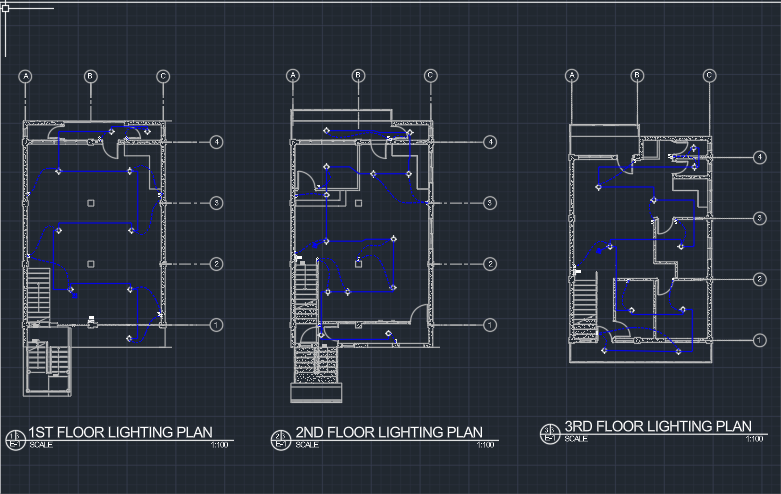 A B C
A B C
A B C
4
3
2
1
4
3
2
1
4
3
2
1
1ST FLOOR LIGHTING PLAN
SCALE 1:100
2ND FLOOR LIGHTING PLAN
SCALE 1:100
3RD FLOOR LIGHTING PLAN
SCALE 1:100